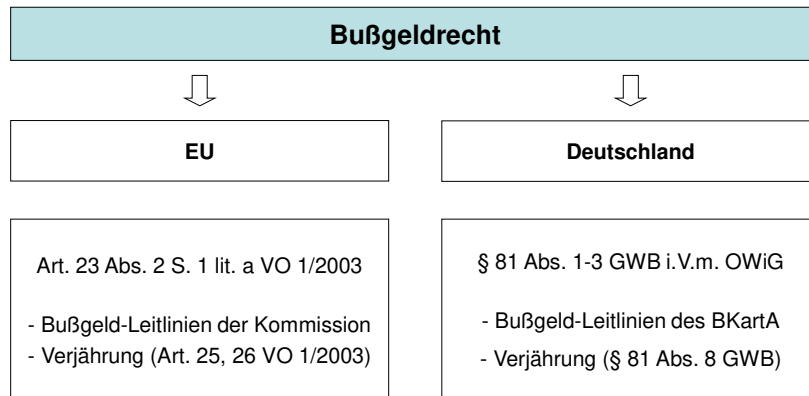 Bußgeldrecht
EU
Deutschland
Art. 23 Abs. 2 S. 1 lit. a VO 1/2003
- Bußgeld-Leitlinien der Kommission
- Verjährung (Art. 25, 26 VO 1/2003)
§ 81 Abs. 1-3 GWB i.V.m. OWiG
- Bußgeld-Leitlinien des BKartA
- Verjährung (§ 81 Abs. 8 GWB)